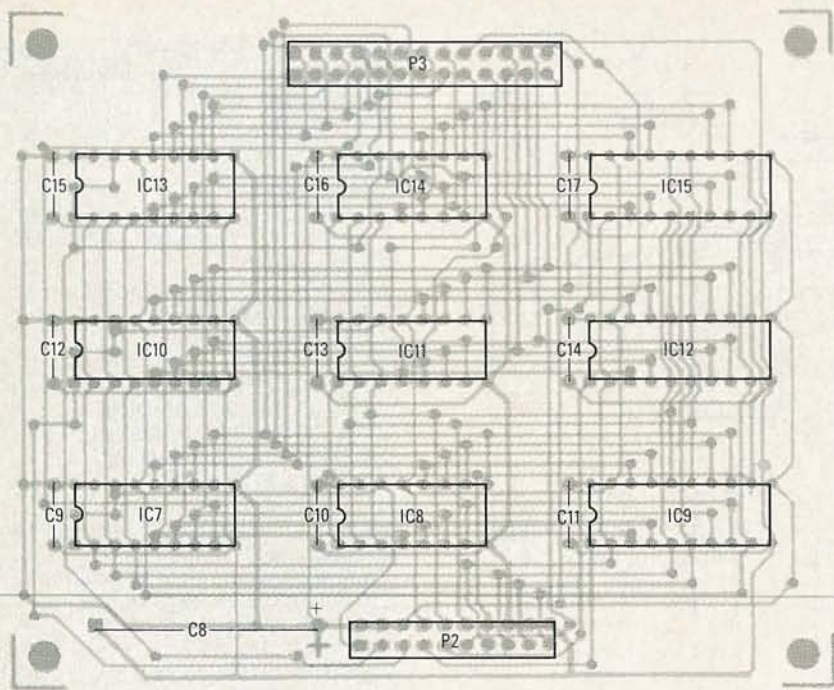 P3
C15 IC13 C16 IC14 C17 IC15
C12 IC10 C13 IC11 C14 IC12
C9 IC7 C10 IC8 C11 IC9
+
C8 + P2